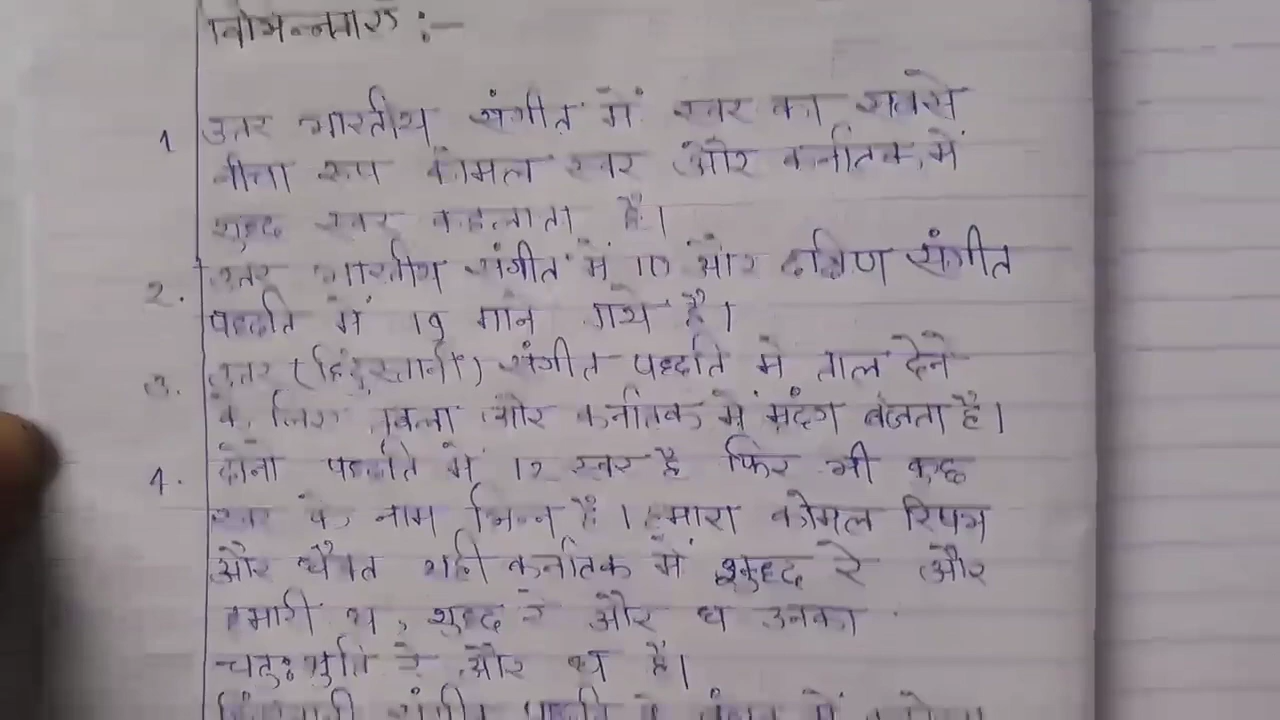 विभिन्नताएँ :-
1 उत्तर भारतीय संगीत में स्वर का सबसे
नीचा रूप कोमल स्वर और कर्नाटक में
शुद्ध स्वर कहलाता है।
2. उत्तर भारतीय संगीत में 10 और दक्षिण संगीत
पद्धति में 19 माने गये है।
3. उत्तर (हिंदुस्तानी) संगीत पद्धति में ताल देने
के लिए तबला और कर्नाटक में मृंदग बजता है।
4. दोनो पद्धति में 12 स्वर है फिर भी कुछ
स्वर के नाम भिन्न है। हमारा कोमल रिषभ
और धैवत वही कर्नाटक में शुद्ध रे और
हमारी शुद्ध रे और ध उनका
चतुःश्रुति रे और ध है।